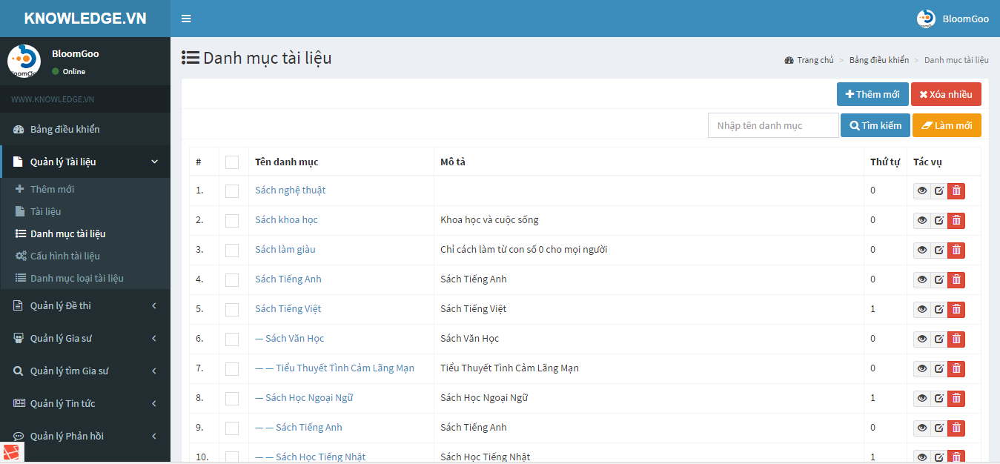 KNOWLEDGE.VN
BloomGoo
BloomGoo
Online
WWW.KNOWLEDGE.VN
Bảng điều khiển
Quản lý Tài liệu
Thêm mới
Tài liệu
Danh mục tài liệu
Cấu hình tài liệu
Danh mục loại tài liệu
Quản lý Đề thi
Quản lý Gia sư
Quản lý tìm Gia sư
Quản lý Tin tức
Quản lý Phản hồi
Danh mục tài liệu
Trang chủ > Bảng điều khiển > Danh mục tài liệu
Thêm mới Xóa nhiều
Nhập tên danh mục Tìm kiếm Làm mới
# Tên danh mục Mô tả Thứ tự Tác vụ
1. Sách nghệ thuật 0
2. Sách khoa học Khoa học và cuộc sống 0
3. Sách làm giàu Chỉ cách làm từ con số 0 cho mọi người 0
4. Sách Tiếng Anh Sách Tiếng Anh 0
5. Sách Tiếng Việt Sách Tiếng Việt 1
6. — Sách Văn Học Sách Văn Học 0
7. — — Tiểu Thuyết Tình Cảm Lãng Mạn Tiểu Thuyết Tình Cảm Lãng Mạn 0
8. — Sách Học Ngoại Ngữ Sách Học Ngoại Ngữ 1
9. — — Sách Tiếng Anh Sách Tiếng Anh 0
10. — — Sách Học Tiếng Nhật Sách Học Tiếng Nhật 1